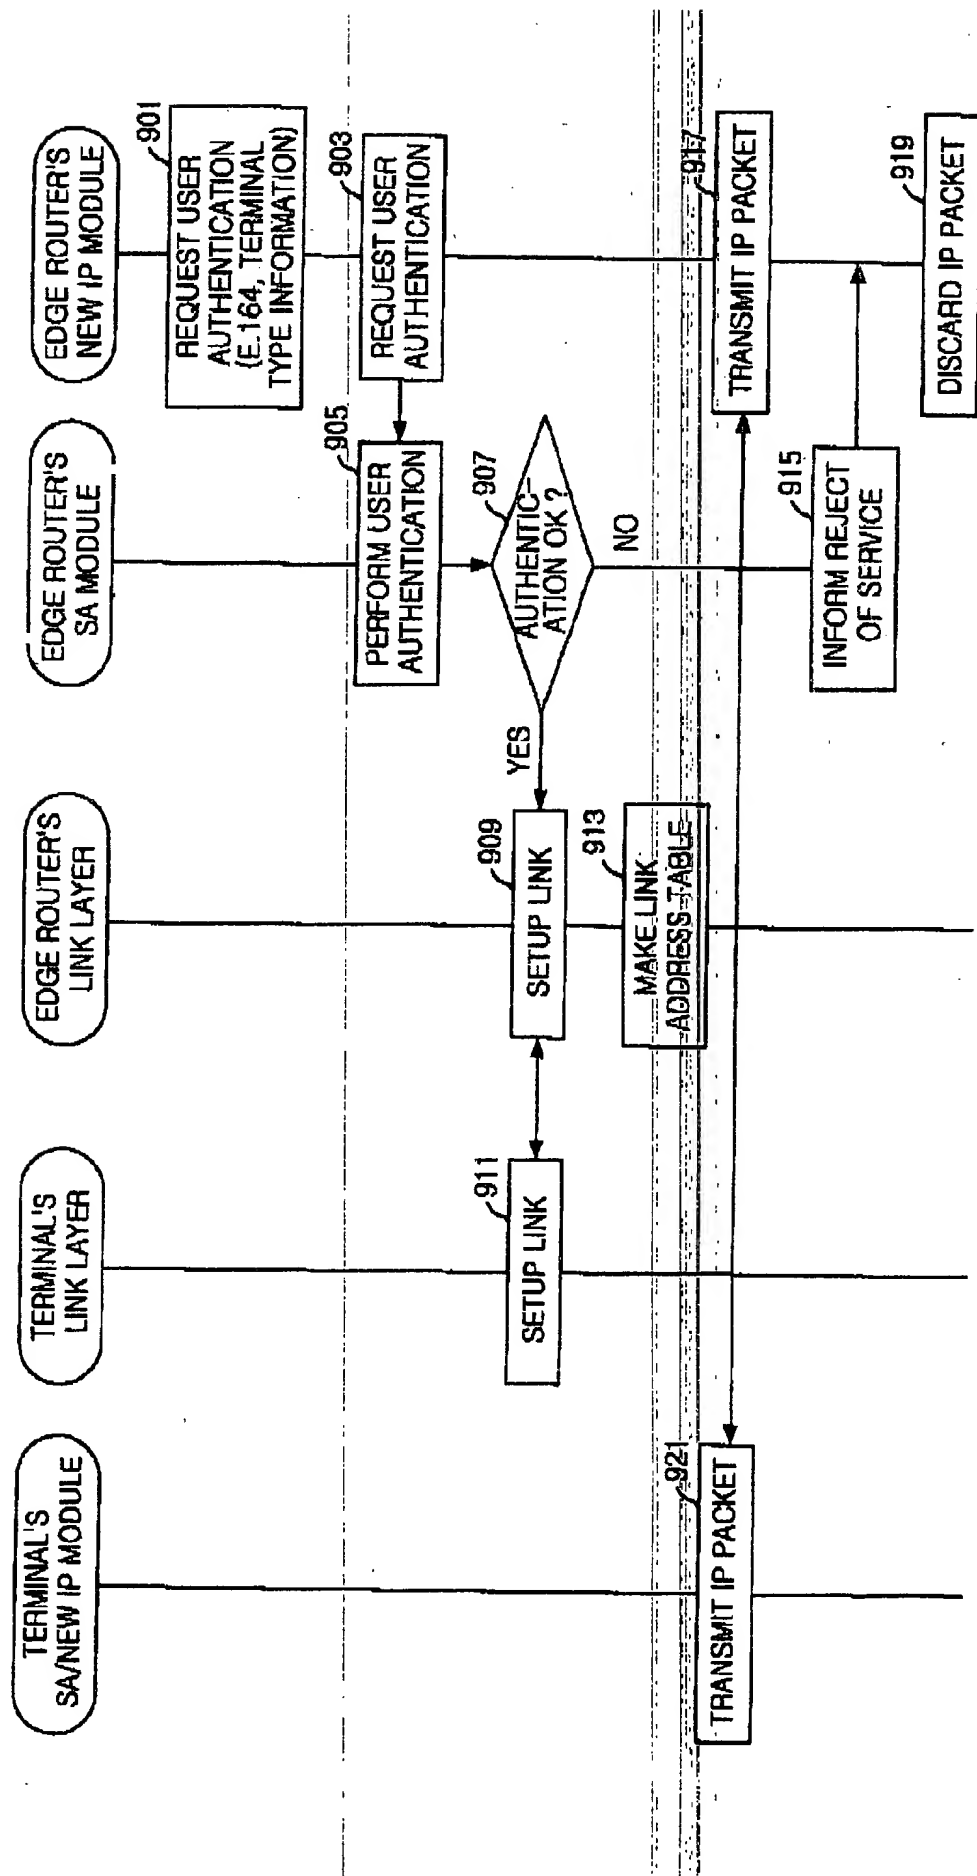 TERMINAL'S
SA/NEW IP MODULE
TERMINAL'S
LINK LAYER
EDGE ROUTER'S
LINK LAYER
EDGE ROUTER'S
SA MODULE
EDGE ROUTER'S
NEW IP MODULE
901
REQUEST USER
AUTHENTICATION
(E.164, TERMINAL
TYPE INFORMATION)
905
PERFORM USER
AUTHENTICATION
903
REQUEST USER
AUTHENTICATION
911
SETUP LINK
909
SETUP LINK
YES
907
AUTHENTIC-
ATION OK ?
NO
913
MAKE LINK
ADDRESS TABLE
921
TRANSMIT IP PACKET
917
TRANSMIT IP PACKET
915
INFORM REJECT
OF SERVICE
919
DISCARD IP PACKET